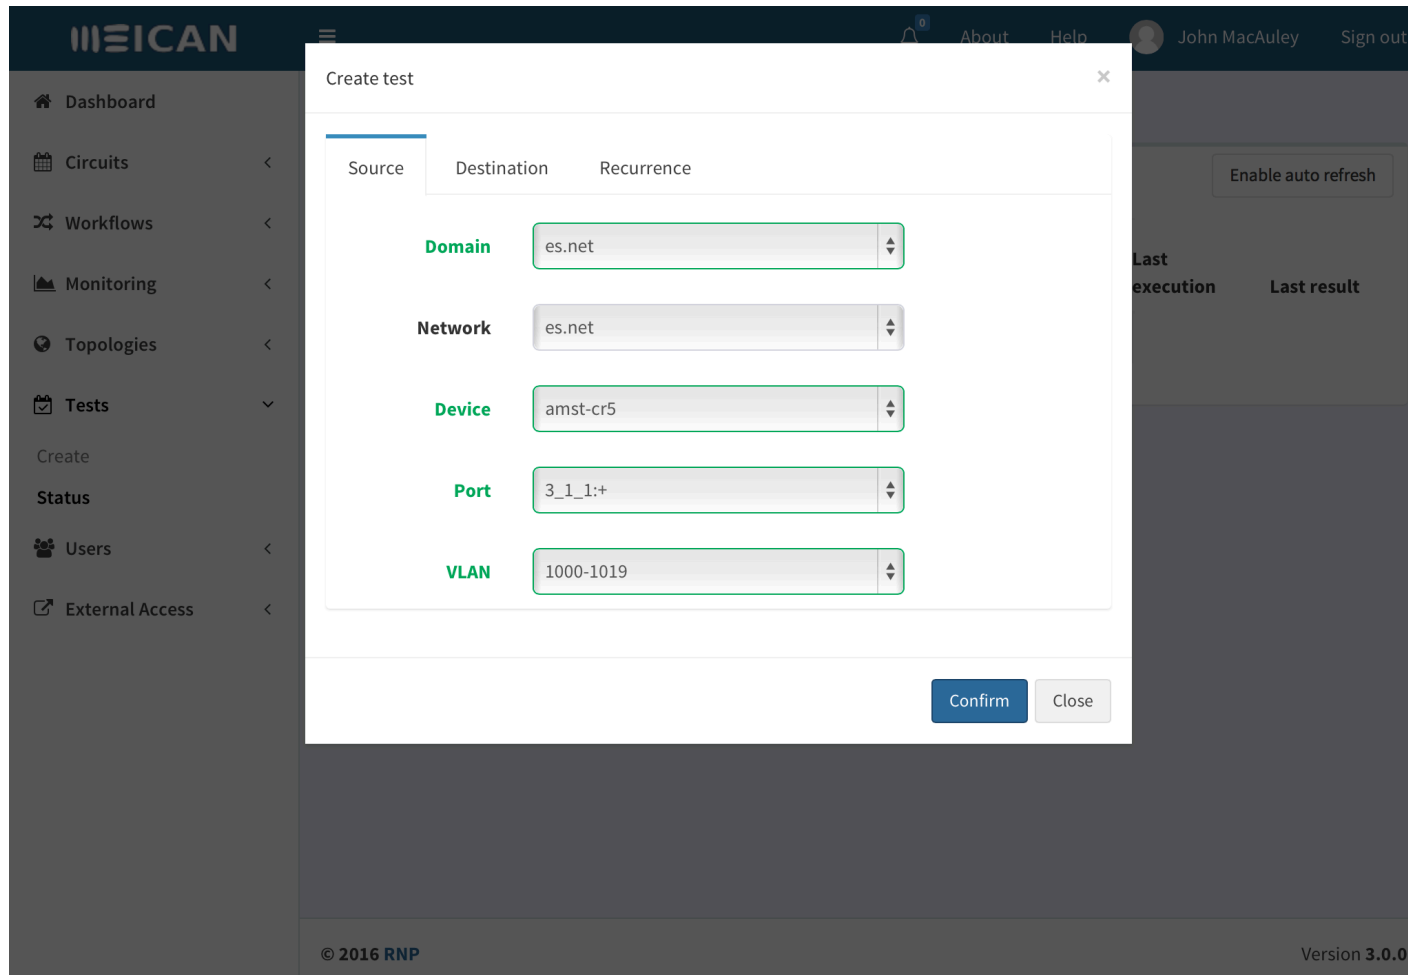 MEICAN
0
About Help John MacAuley Sign out
Create test ×
Dashboard
Circuits
Workflows
Monitoring
Topologies
Tests
Create
Status
Users
External Access
Source Destination Recurrence
Domain es.net
Network es.net
Device amst-cr5
Port 3_1_1:+
VLAN 1000-1019
Confirm Close
Enable auto refresh
Last
execution Last result
© 2016 RNP Version 3.0.0